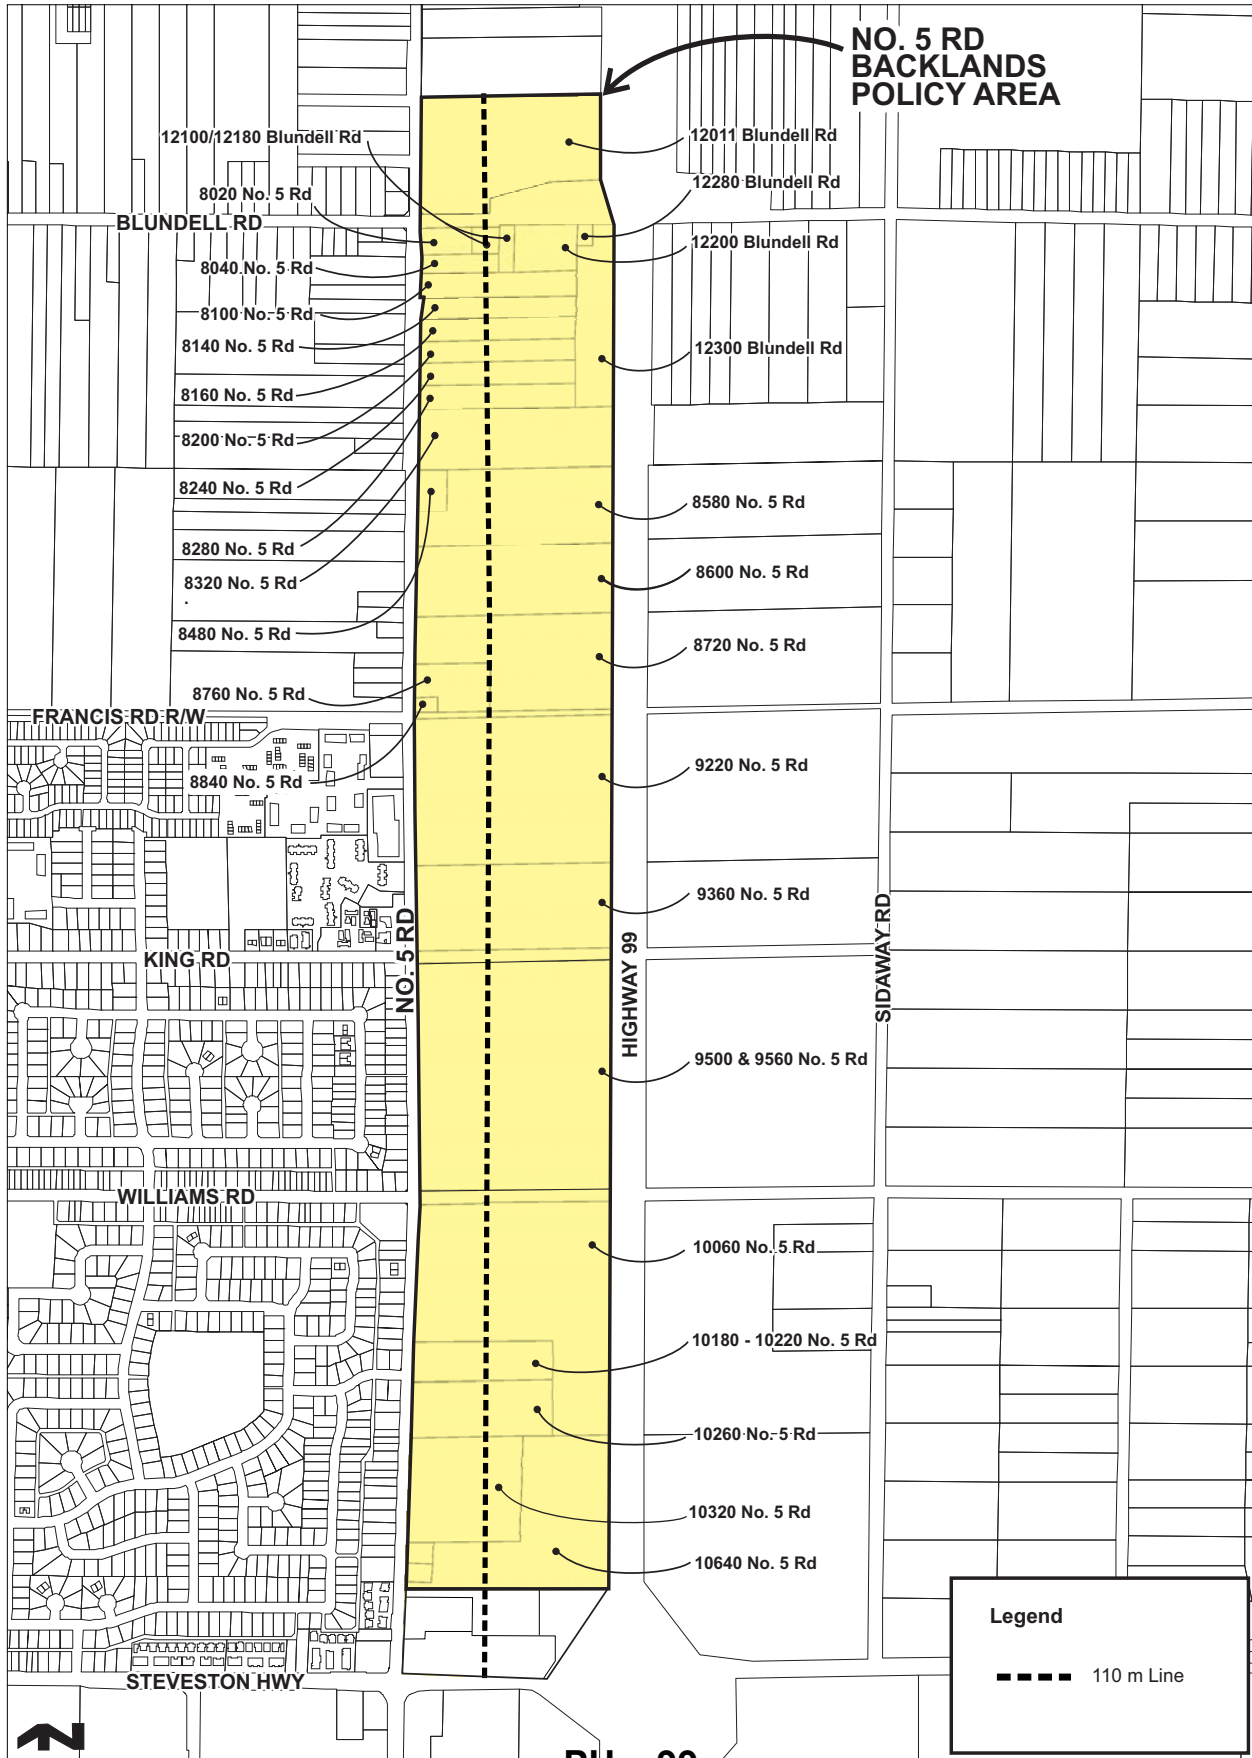 NO. 5 RD
BACKLANDS
POLICY AREA
12100/12180 Blundell Rd
12011 Blundell Rd
8020 No. 5 Rd
12280 Blundell Rd
BLUNDELL RD
12200 Blundell Rd
8040 No. 5 Rd
8100 No. 5 Rd
8140 No. 5 Rd
12300 Blundell Rd
8160 No. 5 Rd
8200 No. 5 Rd
8240 No. 5 Rd
8580 No. 5 Rd
8280 No. 5 Rd
8600 No. 5 Rd
8320 No. 5 Rd
8480 No. 5 Rd
8720 No. 5 Rd
8760 No. 5 Rd
FRANCIS RD R/W
9220 No. 5 Rd
8840 No. 5 Rd
9360 No. 5 Rd
NO. 5 RD
SIDAWAY RD
KING RD
HIGHWAY 99
9500 & 9560 No. 5 Rd
WILLIAMS RD
10060 No. 5 Rd
10180 - 10220 No. 5 Rd
10260 No. 5 Rd
10320 No. 5 Rd
10640 No. 5 Rd
Legend
110 m Line
STEVESTON HWY